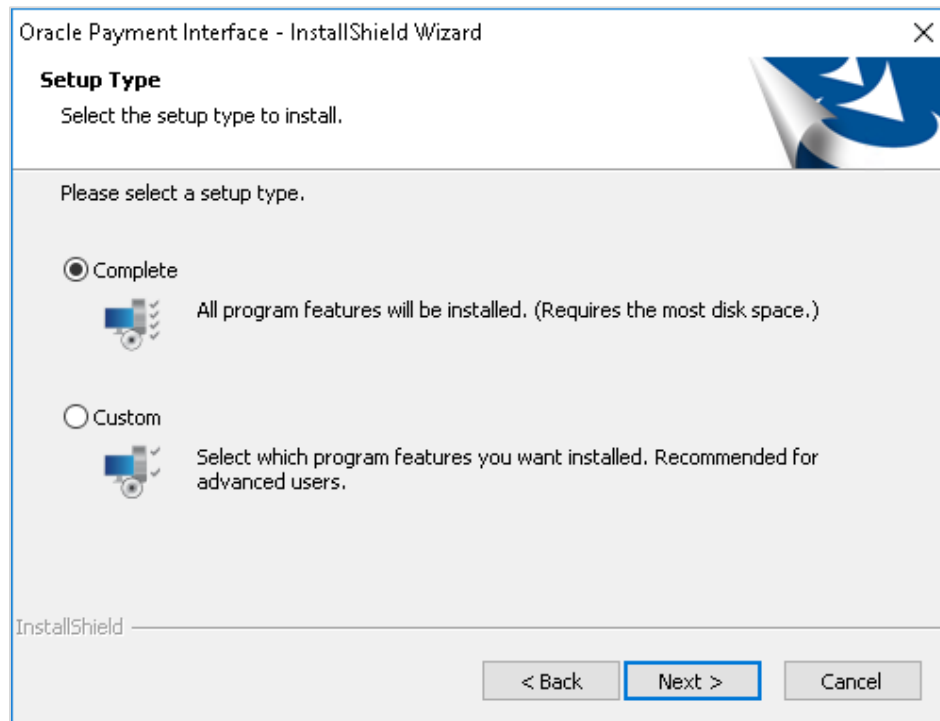 Oracle Payment Interface - InstallShield Wizard
Setup Type
Select the setup type to install.
Please select a setup type.
Complete
All program features will be installed. (Requires the most disk space.)
Custom
Select which program features you want installed. Recommended for
advanced users.
InstallShield
< Back
Next >
Cancel